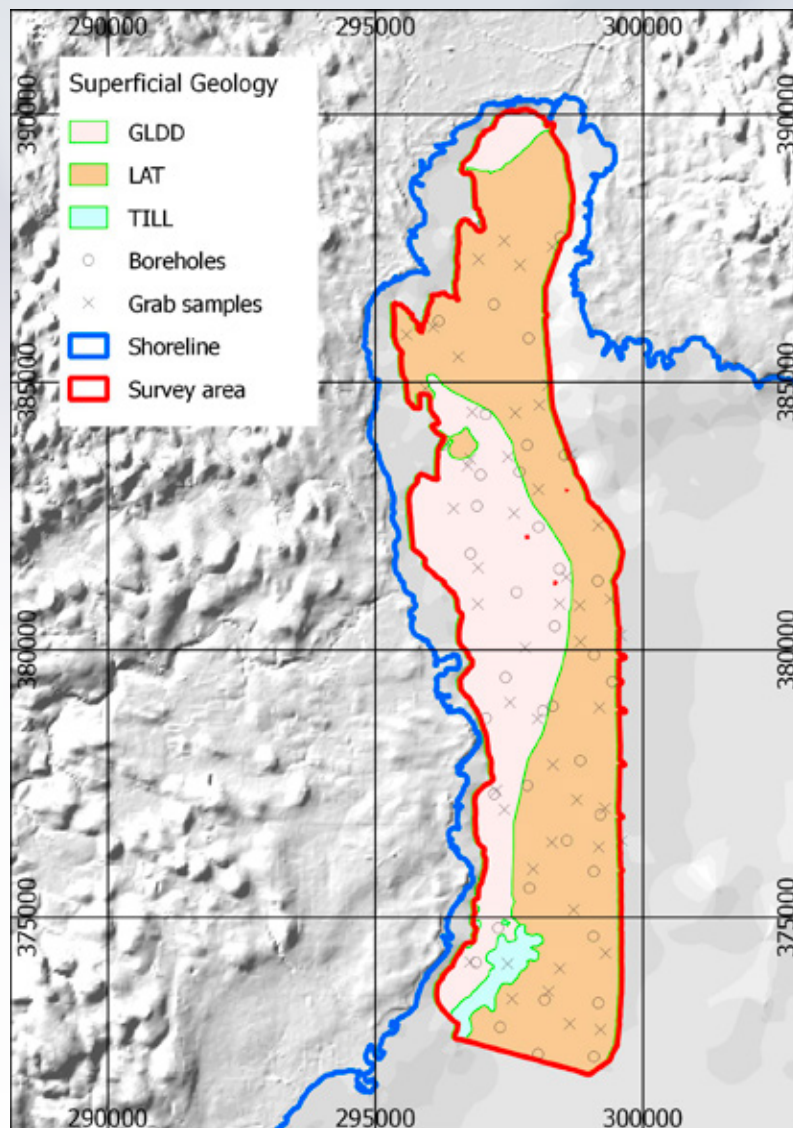 290000
295000
300000
390000
390000
Superficial Geology
GLDD
LAT
TILL
Boreholes
Grab samples
Shoreline
Survey area
385000
385000
380000
380000
375000
375000
290000
295000
300000